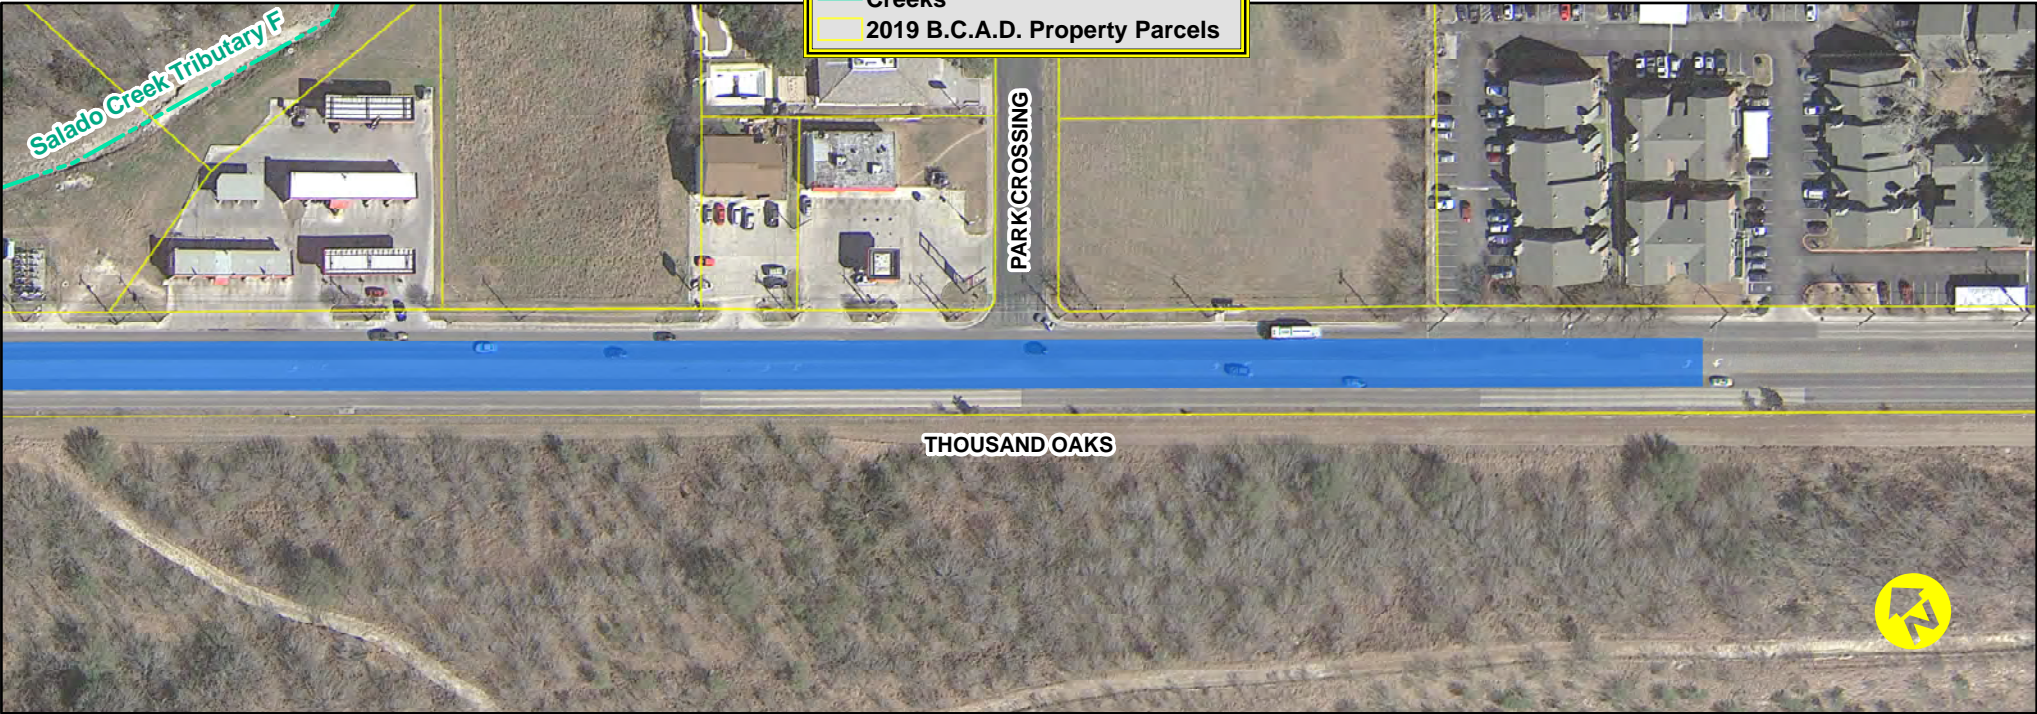 Creeks
2019 B.C.A.D. Property Parcels
Salado Creek Tributary F
PARK CROSSING
THOUSAND OAKS
N